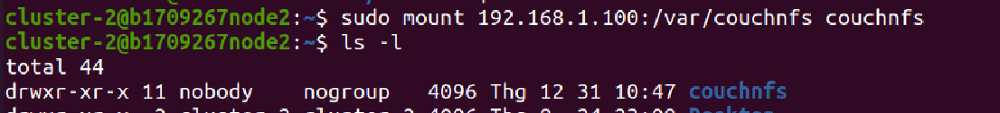 cluster-2@b1709267node2:~$ sudo mount 192.168.1.100:/var/couchnfs couchnfs
cluster-2@b1709267node2:~$ ls -l
total 44
drwxr-xr-x 11 nobody    nogroup   4096 Thg 12 31 10:47 couchnfs